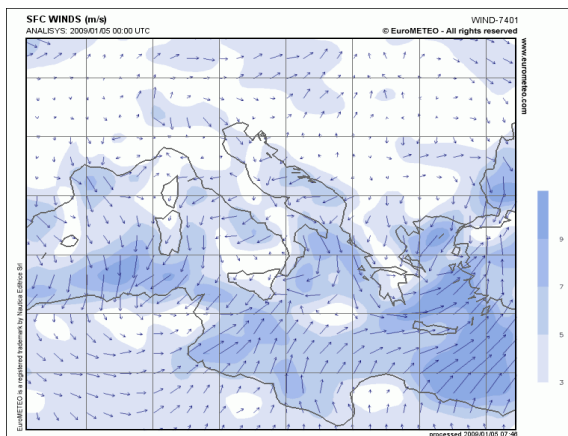 SFC WINDS (m/s)
WIND-7401
ANALISYS: 2009/01/05 00:00 UTC
© EuroMETEO - All rights reserved
www.eurometeo.com
9
7
5
3
EuroMETEO is a registered trademark by Nautica Editrice Srl
processed 2009/01/05 07:46